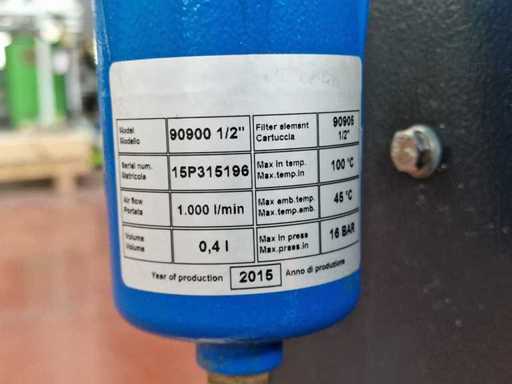 Model
Modello
90900 1/2"
Filter element
Cartuccia
90905
1/2"
Serial num.
Matricola
15P315196
Max in temp.
Max.temp.in
100 °C
Air flow
Portata
1.000 l/min
Max amb.temp.
Max.temp.amb.
45 °C
Volume
Volume
0,4 l
Max in press
Max.press.in
16 BAR
Year of production
2015
Anno di produzione